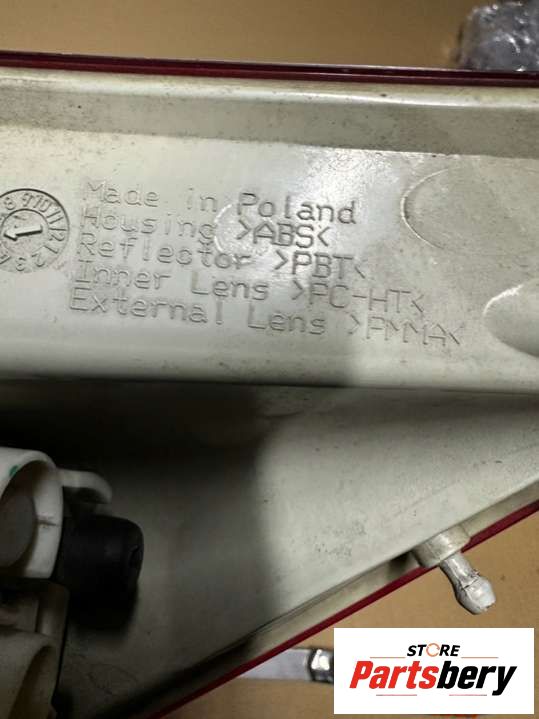 Made in Poland
Housing >ABS<
Reflector >PBT<
Inner Lens >PC-HT<
External Lens >PMMA<
STORE
Partsbery